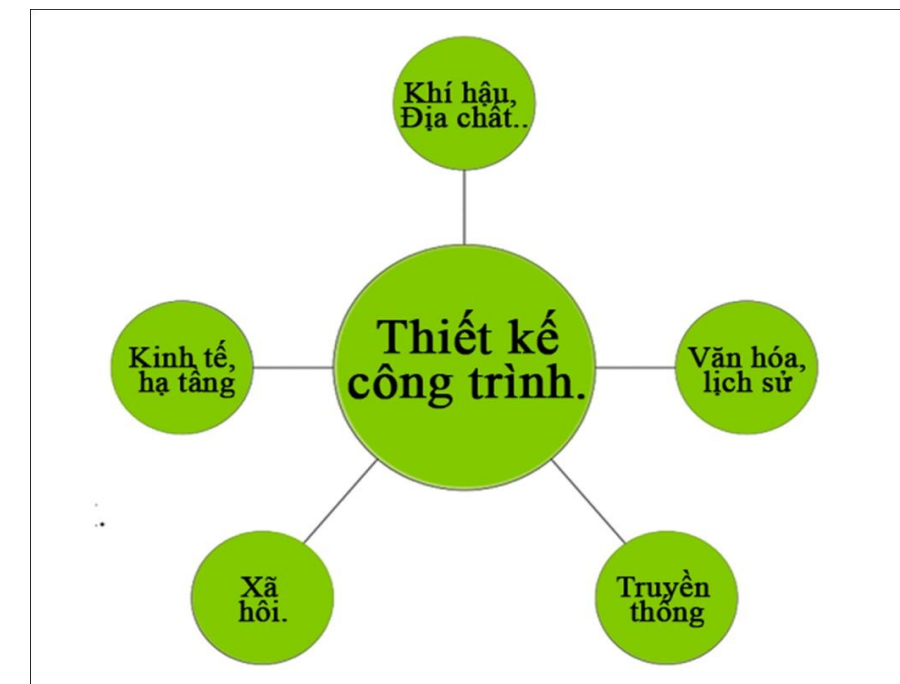 Khí hậu,
Địa chất..
Thiết kế
công trình.
Kinh tế,
hạ tầng
Văn hóa,
lịch sử
Xã
hôi.
Truyền
thống